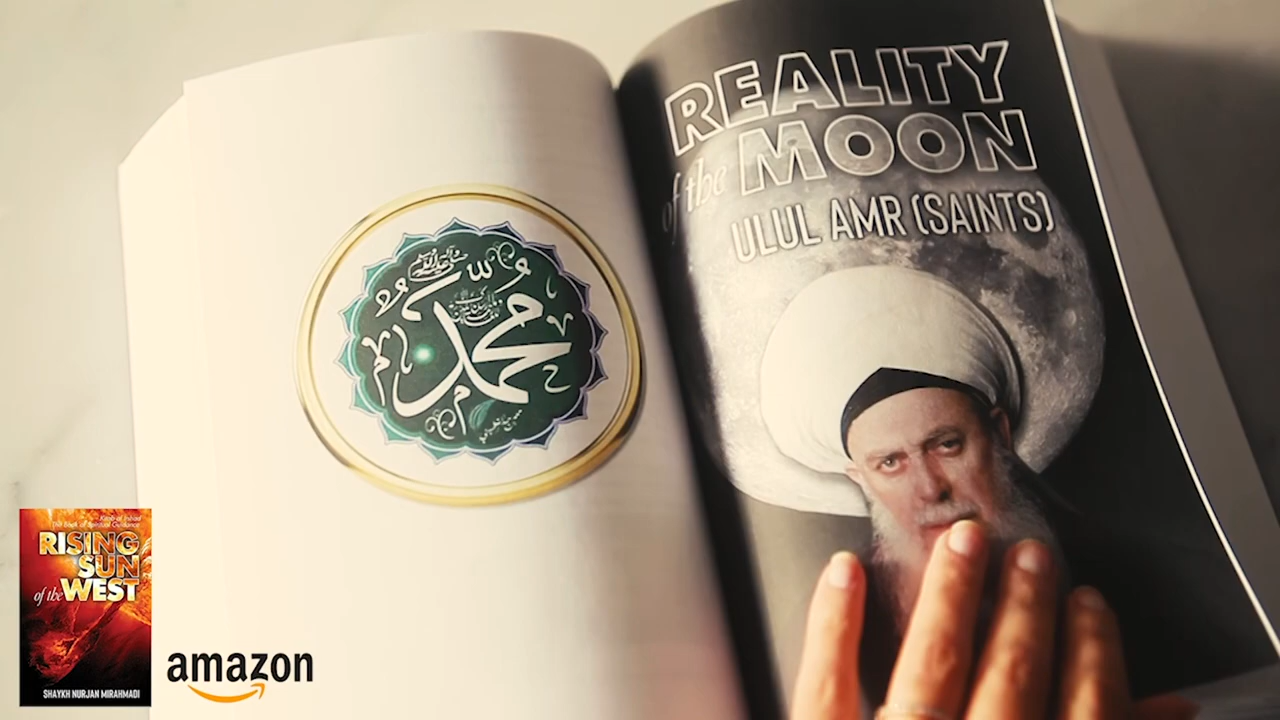 محمد
REALITY
of the MOON
ULUL AMR (SAINTS)
RISING
SUN
of the WEST
SHAYKH NURJAN MIRAHMADI
amazon